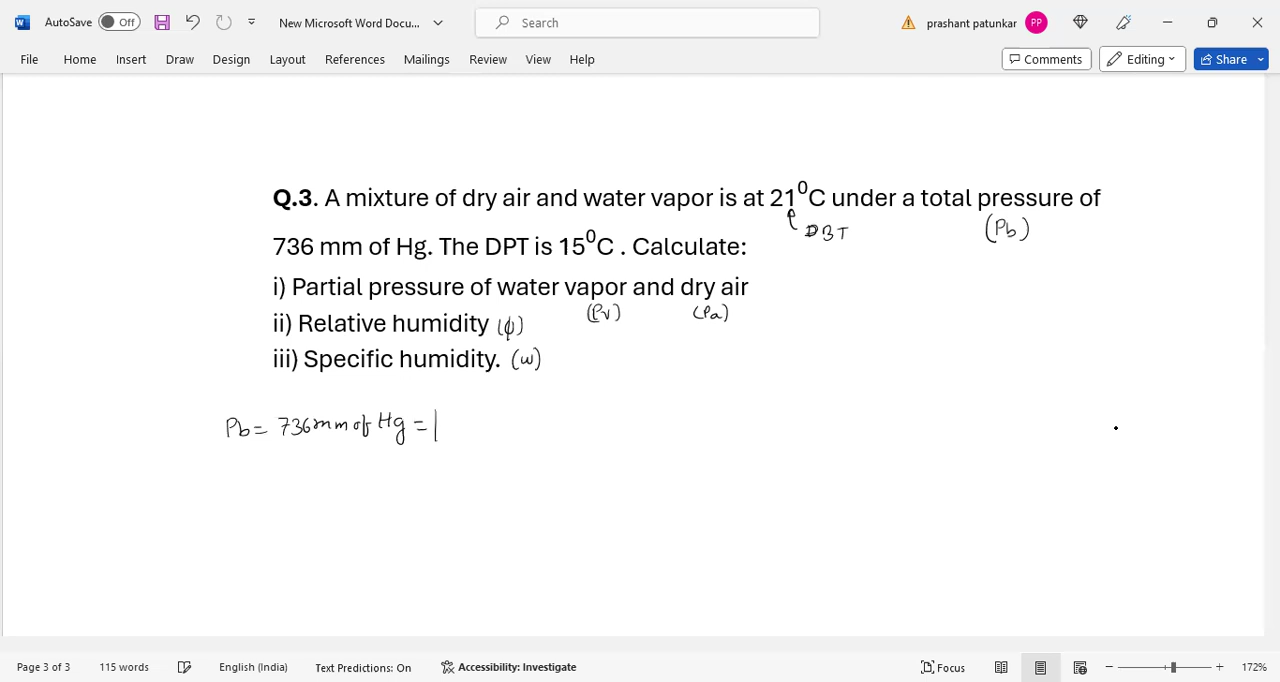 AutoSave Off New Microsoft Word Docu... Search prashant patunkar PP
File Home Insert Draw Design Layout References Mailings Review View Help Comments Editing Share
Q.3. A mixture of dry air and water vapor is at 21⁰C under a total pressure of
DBT (Pb)
736 mm of Hg. The DPT is 15⁰C . Calculate:
i) Partial pressure of water vapor and dry air
(Pv) (Pa)
ii) Relative humidity (ϕ)
iii) Specific humidity. (w)
Pb = 736mm of Hg = |
Page 3 of 3 115 words English (India) Text Predictions: On Accessibility: Investigate Focus 172%